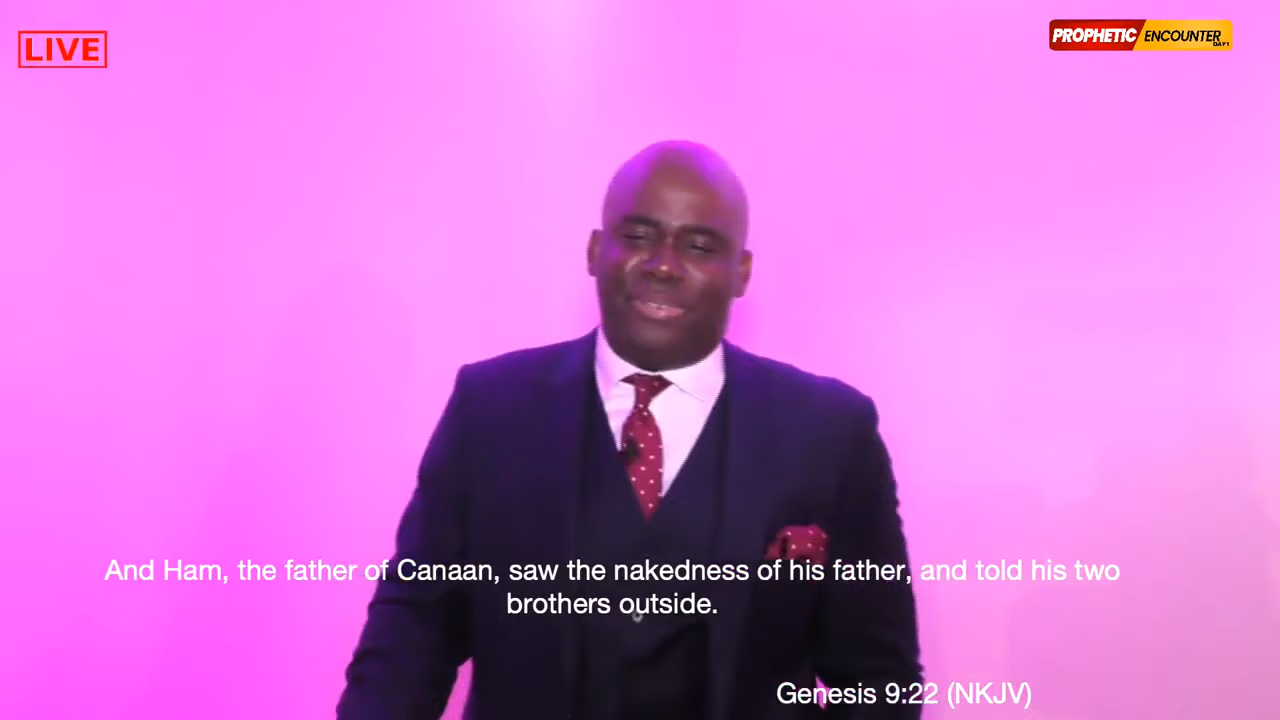 LIVE
PROPHETIC ENCOUNTER
DAY1
And Ham, the father of Canaan, saw the nakedness of his father, and told his two
brothers outside.
Genesis 9:22 (NKJV)